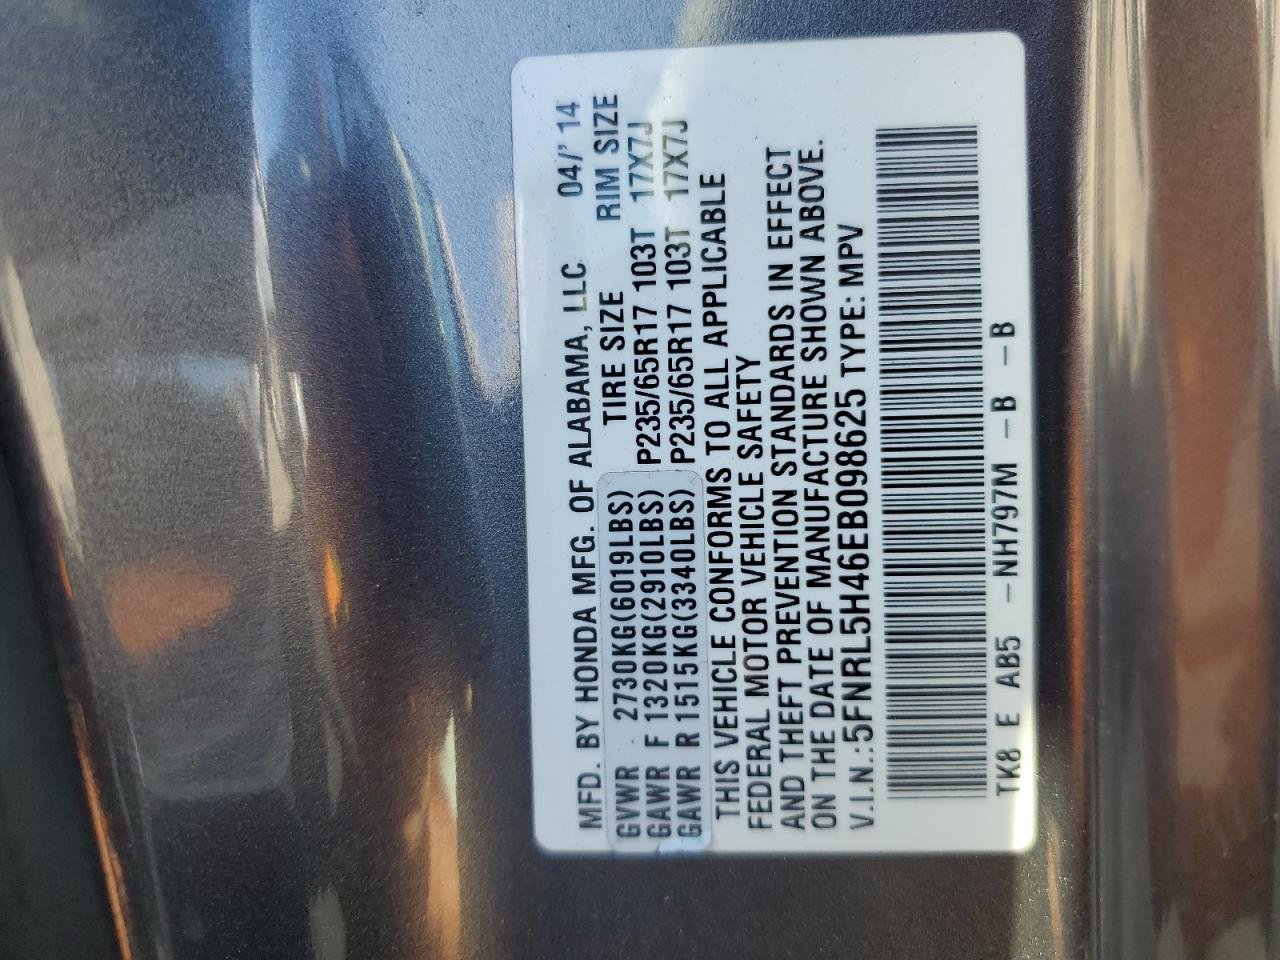 MFD. BY HONDA MFG. OF ALABAMA, LLC 04/' 14
TIRE SIZE RIM SIZE
GVWR 2730KG(6019LBS)
GAWR F 1320KG(2910LBS) P235/65R17 103T 17X7J
GAWR R 1515KG(3340LBS) P235/65R17 103T 17X7J
THIS VEHICLE CONFORMS TO ALL APPLICABLE
FEDERAL MOTOR VEHICLE SAFETY
AND THEFT PREVENTION STANDARDS IN EFFECT
ON THE DATE OF MANUFACTURE SHOWN ABOVE.
V.I.N.:5FNRL5H46EB098625 TYPE: MPV
TK8 E AB5 -NH797M -B -B